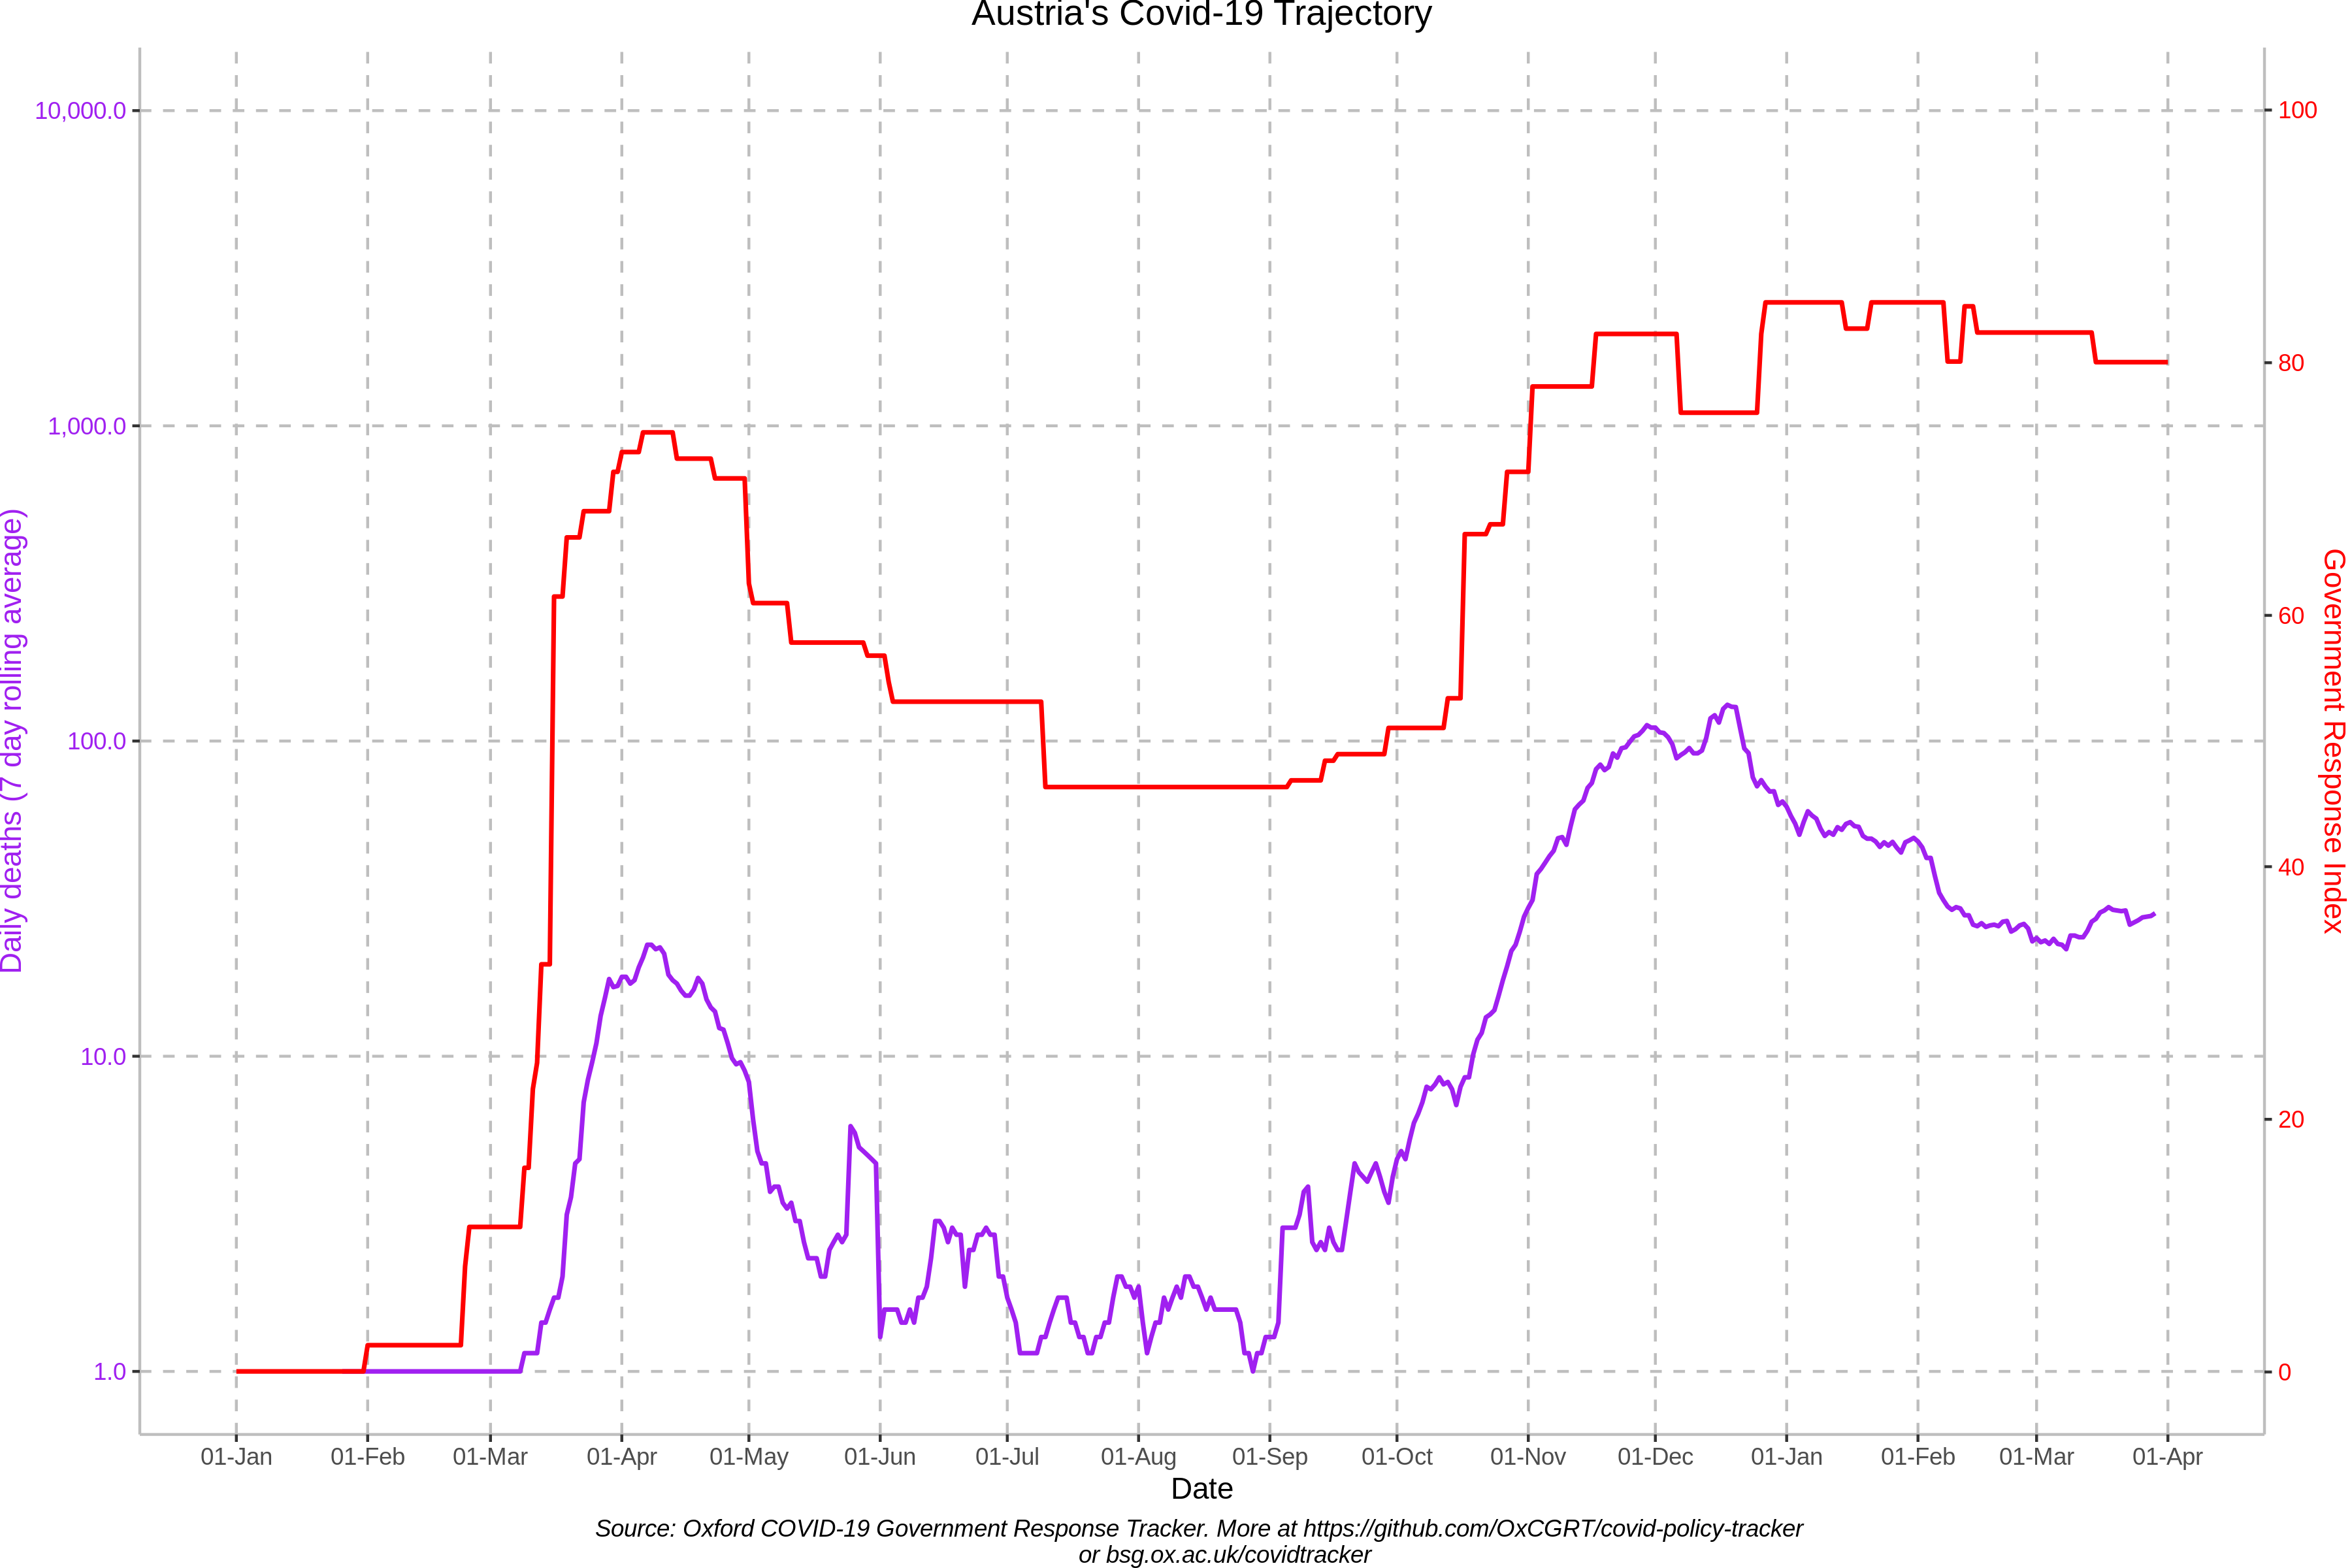 Austria's Covid-19 Trajectory
10,000.0
1,000.0
100.0
10.0
1.0
Daily deaths (7 day rolling average)
100
80
60
40
20
0
Government Response Index
01-Jan 01-Feb 01-Mar 01-Apr 01-May 01-Jun 01-Jul 01-Aug 01-Sep 01-Oct 01-Nov 01-Dec 01-Jan 01-Feb 01-Mar 01-Apr
Date
Source: Oxford COVID-19 Government Response Tracker. More at https://github.com/OxCGRT/covid-policy-tracker
or bsg.ox.ac.uk/covidtracker